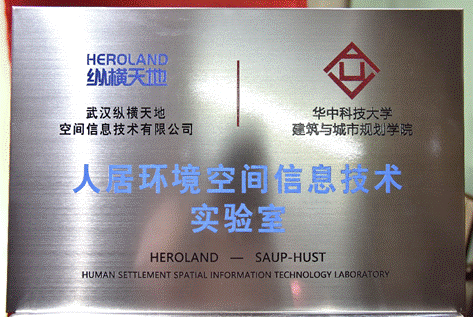 HEROLAND
纵横天地
武汉纵横天地
空间信息技术有限公司
华中科技大学
建筑与城市规划学院
人居环境空间信息技术
实验室
HEROLAND — SAUP-HUST
HUMAN SETTLEMENT SPATIAL INFORMATION TECHNOLOGY LABORATORY